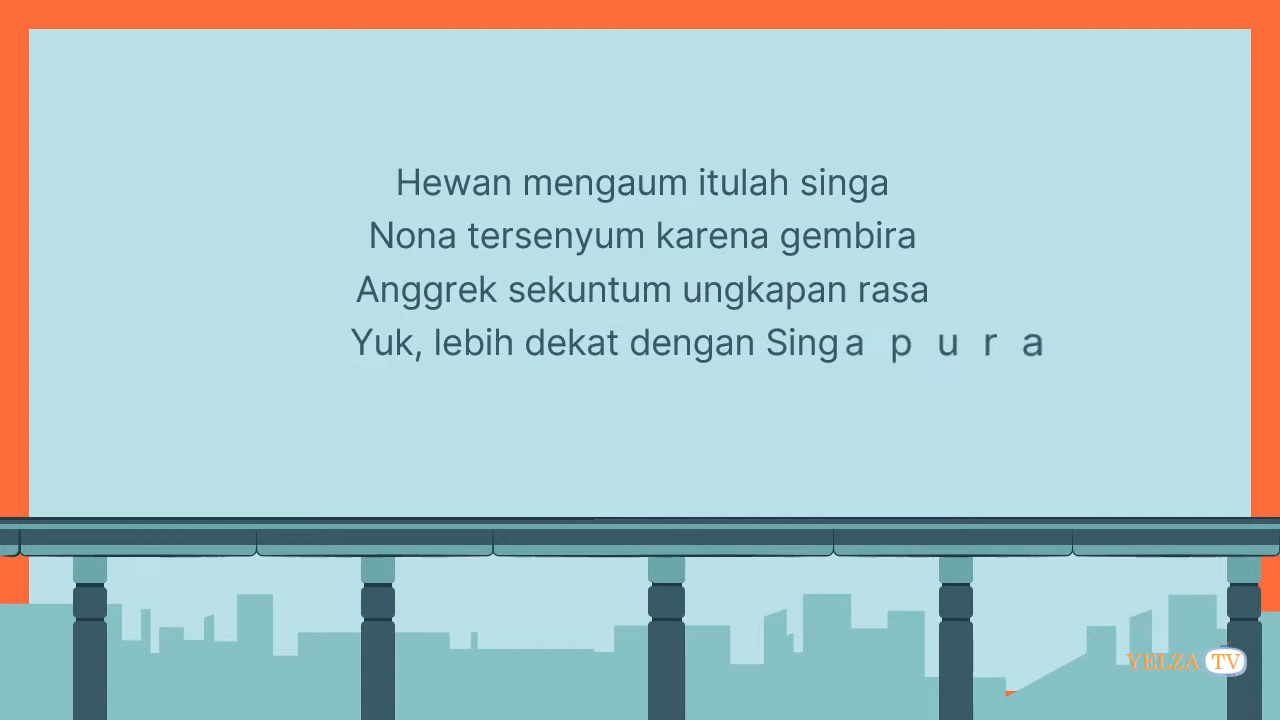 Hewan mengaum itulah singa
Nona tersenyum karena gembira
Anggrek sekuntum ungkapan rasa
Yuk, lebih dekat dengan Singapura
YELZA TV